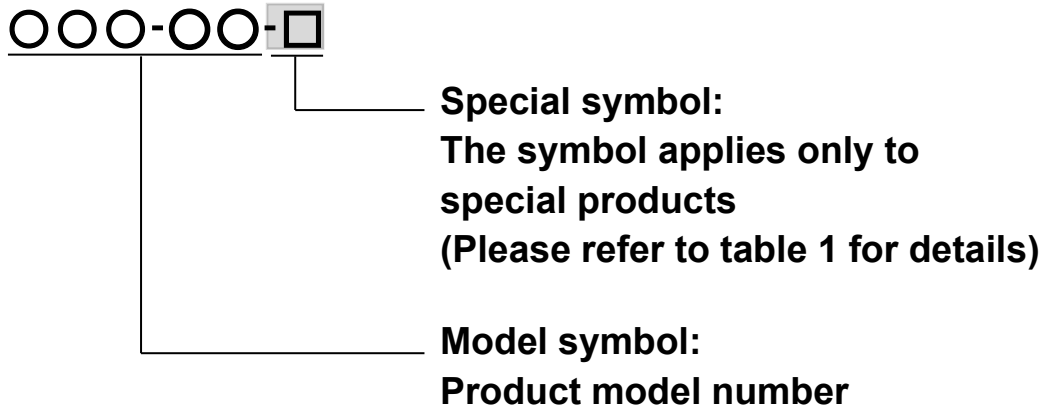 ○○○-○○-□
Special symbol:
The symbol applies only to
special products
(Please refer to table 1 for details)
Model symbol:
Product model number